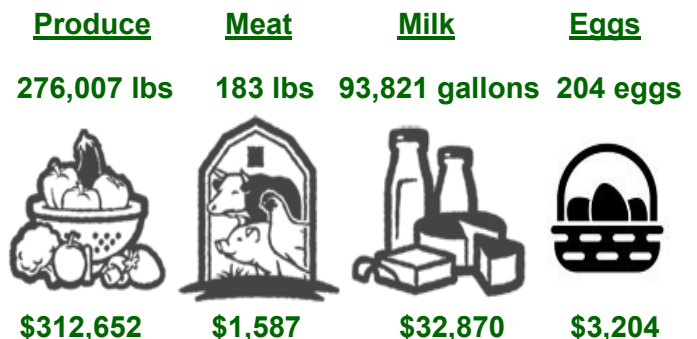 Produce Meat Milk Eggs
276,007 lbs 183 lbs 93,821 gallons 204 eggs
$312,652 $1,587 $32,870 $3,204